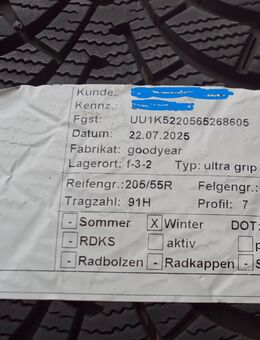 Kunde.:
Kennz.:
Fgst: UU1K5220565268605
Datum: 22.07.2025
Fabrikat: goodyear
Lagerort: f-3-2 Typ: ultra grip
Reifengr.: 205/55R Felgengr.:
Tragzahl: 91H Profil: 7
- Sommer X Winter DOT:
- RDKS aktiv p
- Radbolzen - Radkappen - S